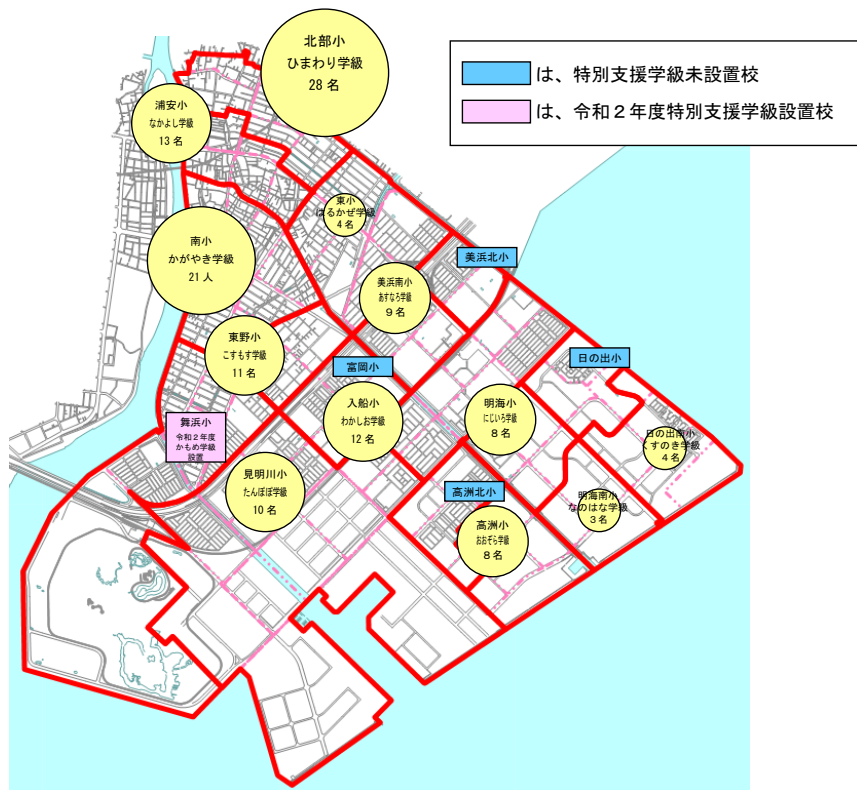 北部小
ひまわり学級
28 名
は、特別支援学級未設置校
は、令和２年度特別支援学級設置校
浦安小
なかよし学級
13 名
東小
はるかぜ学級
4 名
南小
かがやき学級
21 人
美浜北小
美浜南小
あすなろ学級
9 名
東野小
こすもす学級
11 名
富岡小
日の出小
舞浜小
令和２年度
かもめ学級
設置
入船小
わかしお学級
12 名
明海小
にじいろ学級
8 名
日の出南小
くすのき学級
4 名
見明川小
たんぽぽ学級
10 名
高洲北小
高洲小
おおぞら学級
8 名
明海南小
なのはな学級
3 名